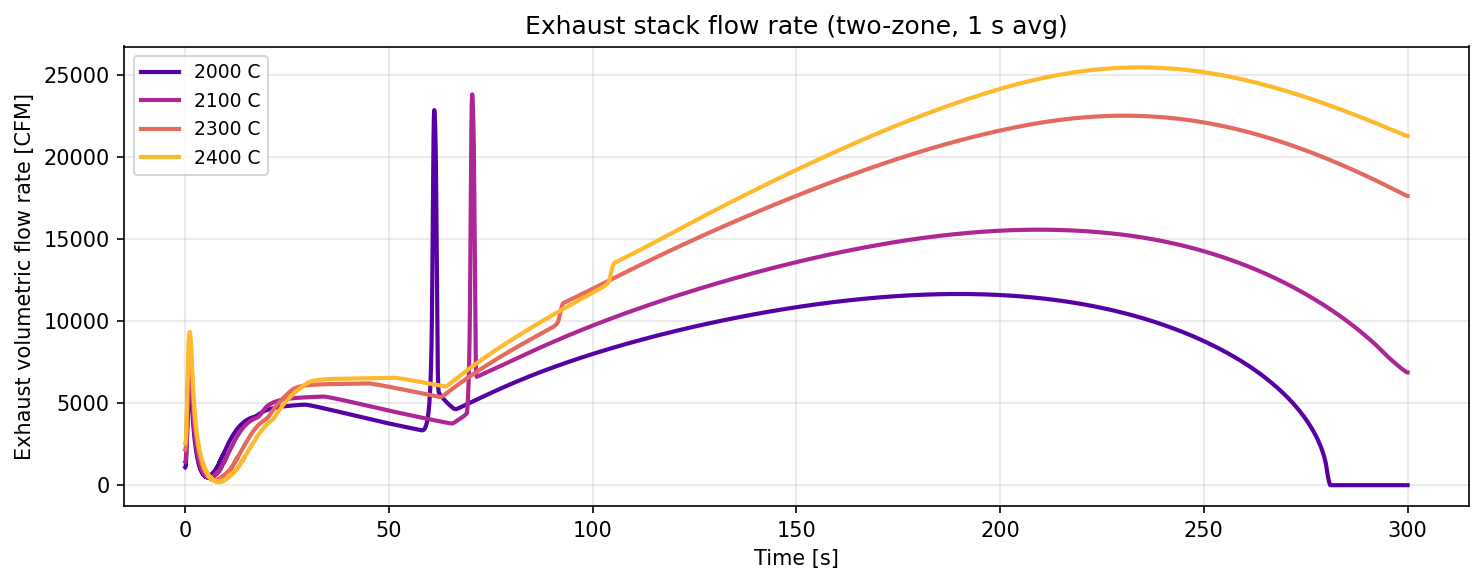 Exhaust stack flow rate (two-zone, 1 s avg)
Exhaust volumetric flow rate [CFM]
25000
20000
15000
10000
5000
0
2000 C
2100 C
2300 C
2400 C
0
50
100
150
200
250
300
Time [s]